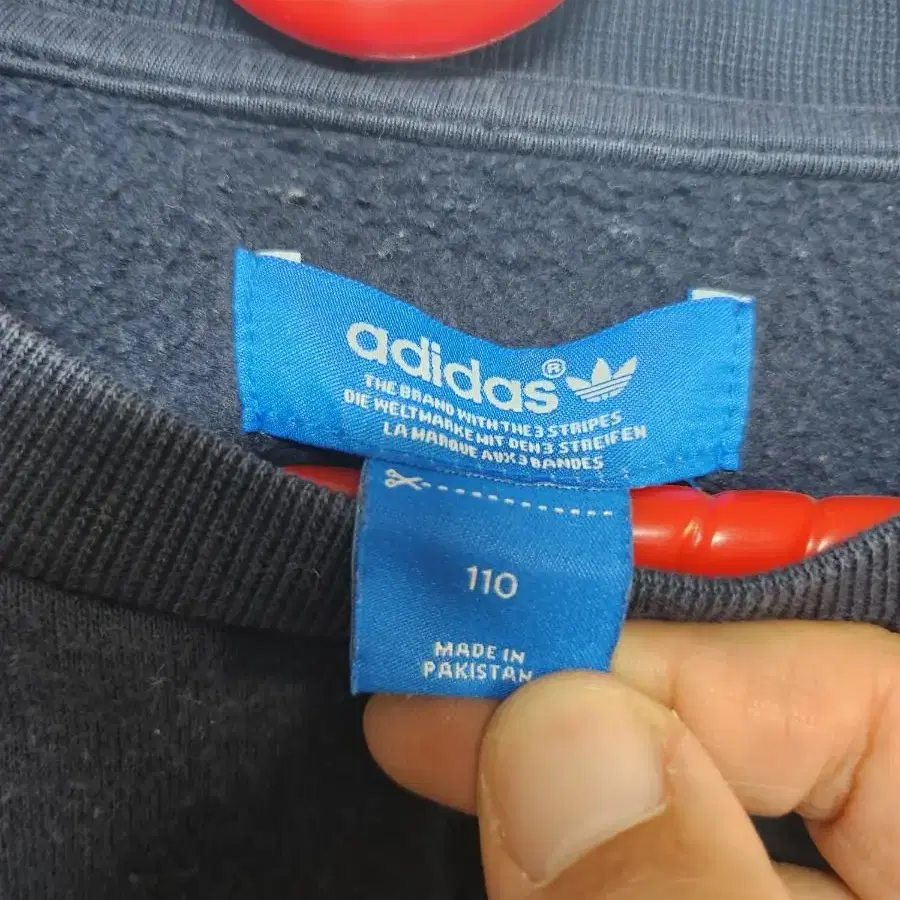 adidas®
THE BRAND WITH THE 3 STRIPES
DIE WELTMARKE MIT DEN 3 STREIFEN
LA MARQUE AUX 3 BANDES
110
MADE IN
PAKISTAN